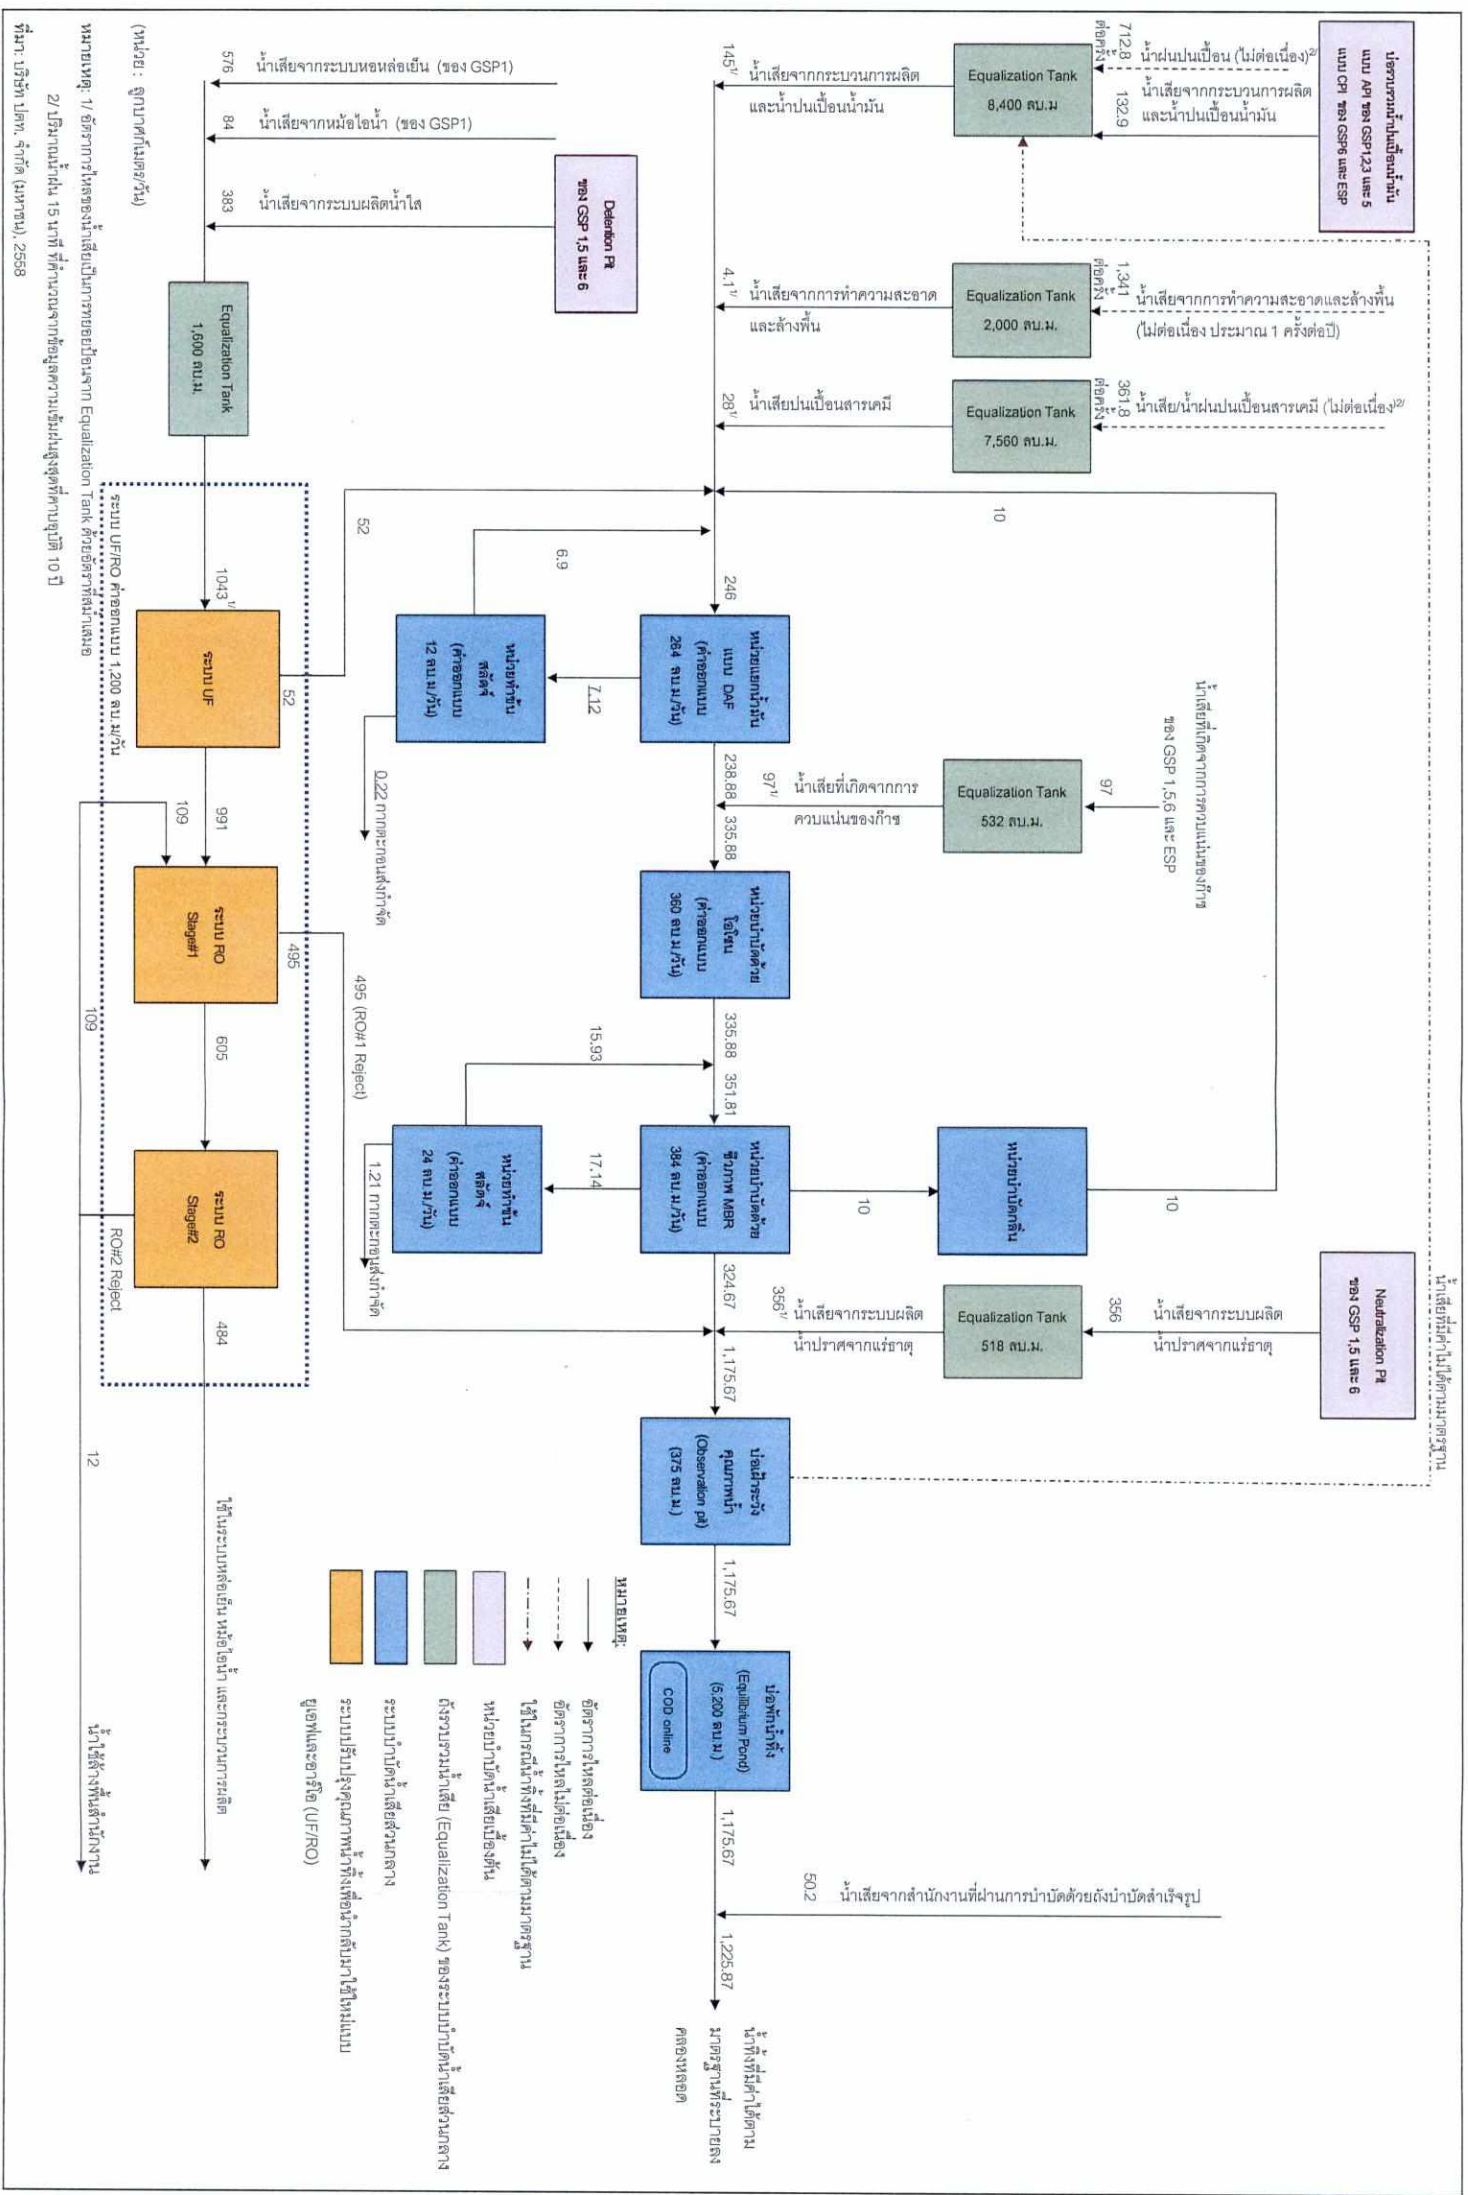 บ่อรวบรวมน้ำปนเปื้อนน้ำมัน
แบบ API ของ GSP1,2,3 และ 5
แบบ CPI ของ GSP6 และ ESP
712.8
ต่อครั้ง
น้ำฝนปนเปื้อน (ไม่ต่อเนื่อง)2/
132.9
น้ำเสียจากกระบวนการผลิต
และน้ำปนเปื้อนน้ำมัน
Equalization Tank
8,400 ลบ.ม
145 1/
น้ำเสียจากกระบวนการผลิต
และน้ำปนเปื้อนน้ำมัน
1,341
ต่อครั้ง
น้ำเสียจากการทำความสะอาดและล้างพื้น
(ไม่ต่อเนื่อง ประมาณ 1 ครั้งต่อปี)
Equalization Tank
2,000 ลบ.ม.
4.1 1/
น้ำเสียจากการทำความสะอาด
และล้างพื้น
361.8
ต่อครั้ง
น้ำเสีย/น้ำฝนปนเปื้อนสารเคมี (ไม่ต่อเนื่อง)2/
Equalization Tank
7,560 ลบ.ม.
28 1/
น้ำเสียปนเปื้อนสารเคมี
10
52
6.9
246
หน่วยแยกน้ำมัน
แบบ DAF
(ค่าออกแบบ
264 ลบ.ม/วัน)
7.12
หน่วยทำข้น
สลัดจ์
(ค่าออกแบบ
12 ลบ.ม/วัน)
0.22 กากตะกอนส่งกำจัด
238.88
น้ำเสียที่เกิดจากการควบแน่นของก๊าซ
ของ GSP 1,5,6 และ ESP
97
Equalization Tank
532 ลบ.ม.
97 1/
น้ำเสียที่เกิดจากการ
ควบแน่นของก๊าซ
335.88
หน่วยบำบัดด้วย
โอโซน
(ค่าออกแบบ
360 ลบ.ม./วัน)
335.88
15.93
351.81
หน่วยบำบัดด้วย
ชีวภาพ MBR
(ค่าออกแบบ
384 ลบ.ม./วัน)
17.14
หน่วยทำข้น
สลัดจ์
(ค่าออกแบบ
24 ลบ.ม./วัน)
1.21 กากตะกอนส่งกำจัด
10
หน่วยบำบัดกลิ่น
10
324.67
Neutralization Pit
ของ GSP 1,5 และ 6
356
น้ำเสียจากระบบผลิต
น้ำปราศจากแร่ธาตุ
Equalization Tank
518 ลบ.ม.
356 1/
น้ำเสียจากระบบผลิต
น้ำปราศจากแร่ธาตุ
น้ำเสียที่มีค่าไม่ได้ตามมาตรฐาน
1,175.67
บ่อเฝ้าระวัง
คุณภาพน้ำ
(Observation pit)
(375 ลบ.ม.)
1,175.67
บ่อพักน้ำทิ้ง
(Equilibrium Pond)
(5,200 ลบ.ม.)
COD online
1,175.67
50.2
น้ำเสียจากสำนักงานที่ผ่านการบำบัดด้วยถังบำบัดสำเร็จรูป
1,225.87
น้ำทิ้งที่มีค่าได้ตาม
มาตรฐานที่ระบายลง
คลองหลอด
576
น้ำเสียจากระบบหอหล่อเย็น (ของ GSP1)
84
น้ำเสียจากหม้อไอน้ำ (ของ GSP1)
Detention Pit
ของ GSP 1,5 และ 6
383
น้ำเสียจากระบบผลิตน้ำใส
Equalization Tank
1,600 ลบ.ม.
1043 1/
ระบบ UF
52
991
109
ระบบ RO
Stage#1
495
495 (RO#1 Reject)
605
ระบบ RO
Stage#2
484
ใช้ในระบบหล่อเย็น หม้อไอน้ำ และกระบวนการผลิต
109
RO#2 Reject
12
น้ำใช้ล้างพื้นสำนักงาน
ระบบ UF/RO ค่าออกแบบ 1,200 ลบ.ม/วัน
หมายเหตุ:
อัตราการไหลต่อเนื่อง
อัตราการไหลไม่ต่อเนื่อง
ใช้ในกรณีน้ำทิ้งที่มีค่าไม่ได้ตามมาตรฐาน
หน่วยบำบัดน้ำเสียเบื้องต้น
ถังรวบรวมน้ำเสีย (Equalization Tank) ของระบบบำบัดน้ำเสียส่วนกลาง
ระบบบำบัดน้ำเสียส่วนกลาง
ระบบปรับปรุงคุณภาพน้ำทิ้งเพื่อนำกลับมาใช้ใหม่แบบ
ยูเอฟและอาร์โอ (UF/RO)
(หน่วย : ลูกบาศก์เมตร/วัน)
หมายเหตุ: 1/ อัตราการไหลของน้ำเสียเป็นการทยอยป้อนจาก Equalization Tank ด้วยอัตราที่สม่ำเสมอ
2/ ปริมาณน้ำฝน 15 นาที ที่คำนวณจากข้อมูลความเข้มฝนสูงสุดที่คาบอุบัติ 10 ปี
ที่มา: บริษัท ปตท. จำกัด (มหาชน), 2558